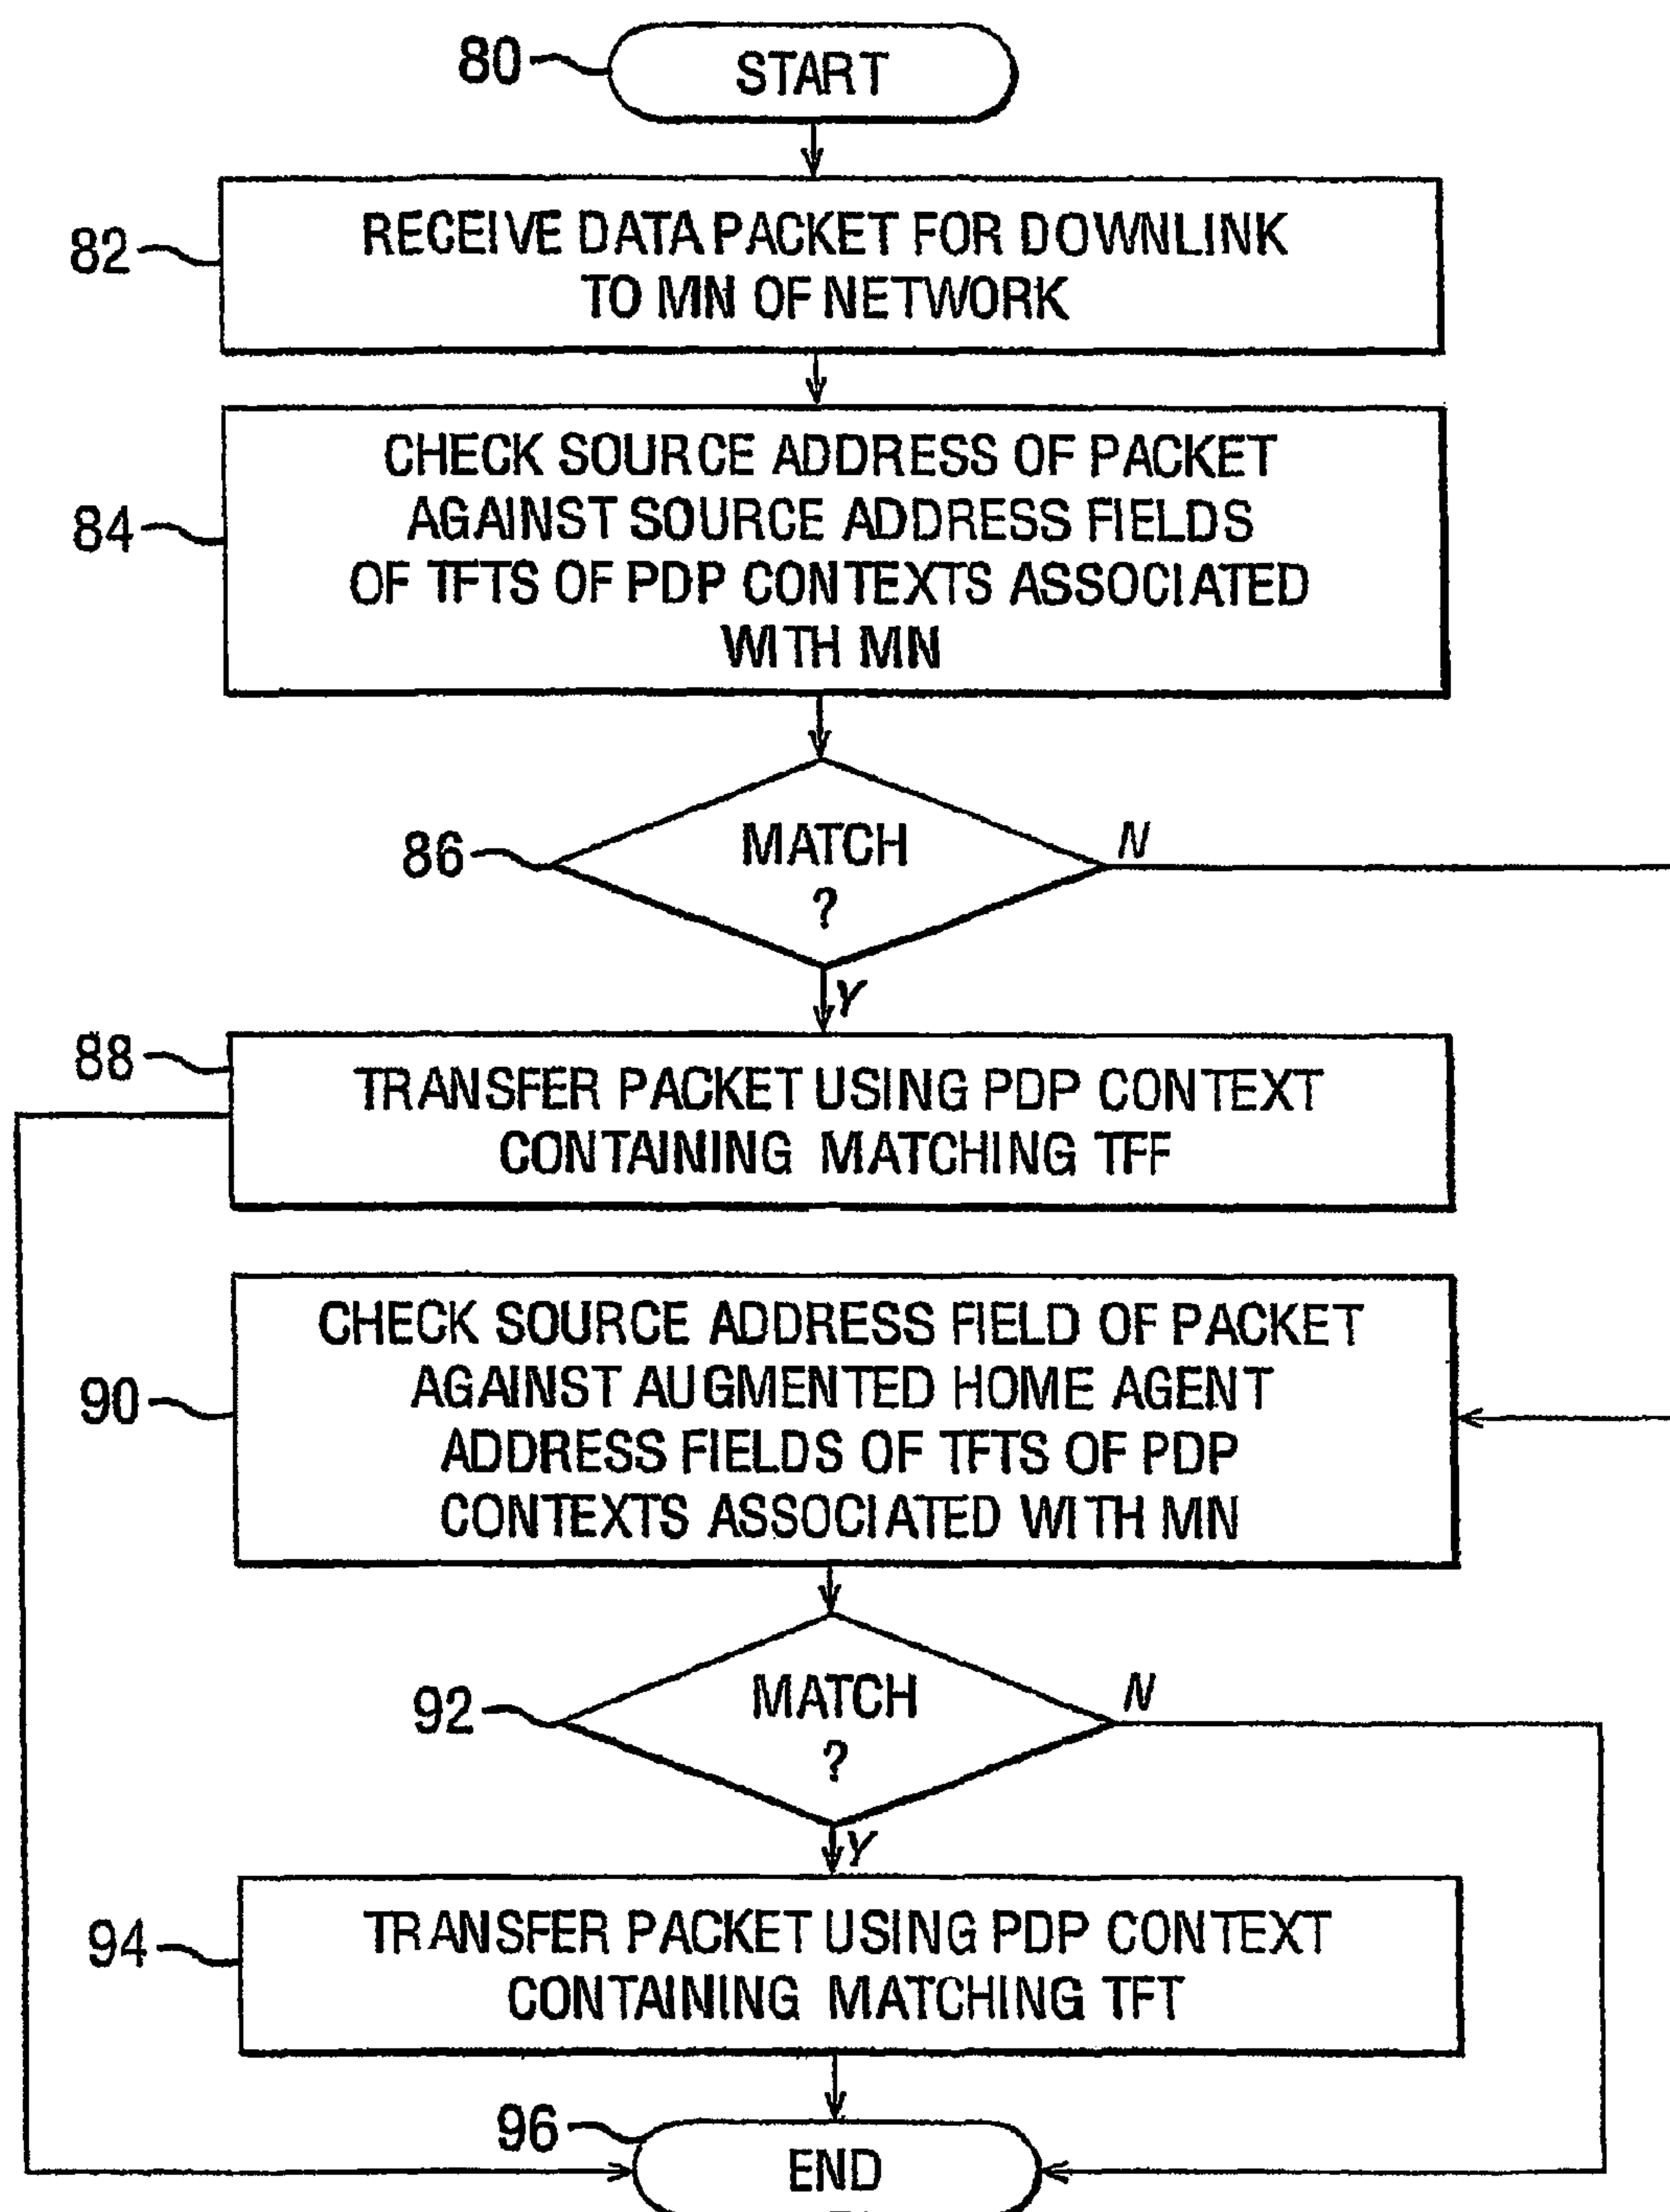 80
START
82
RECEIVE DATA PACKET FOR DOWNLINK
TO MN OF NETWORK
84
CHECK SOURCE ADDRESS OF PACKET
AGAINST SOURCE ADDRESS FIELDS
OF TFTS OF PDP CONTEXTS ASSOCIATED
WITH MN
86
MATCH
?
N
Y
88
TRANSFER PACKET USING PDP CONTEXT
CONTAINING MATCHING TFF
90
CHECK SOURCE ADDRESS FIELD OF PACKET
AGAINST AUGMENTED HOME AGENT
ADDRESS FIELDS OF TFTS OF PDP
CONTEXTS ASSOCIATED WITH MN
92
MATCH
?
N
Y
94
TRANSFER PACKET USING PDP CONTEXT
CONTAINING MATCHING TFT
96
END